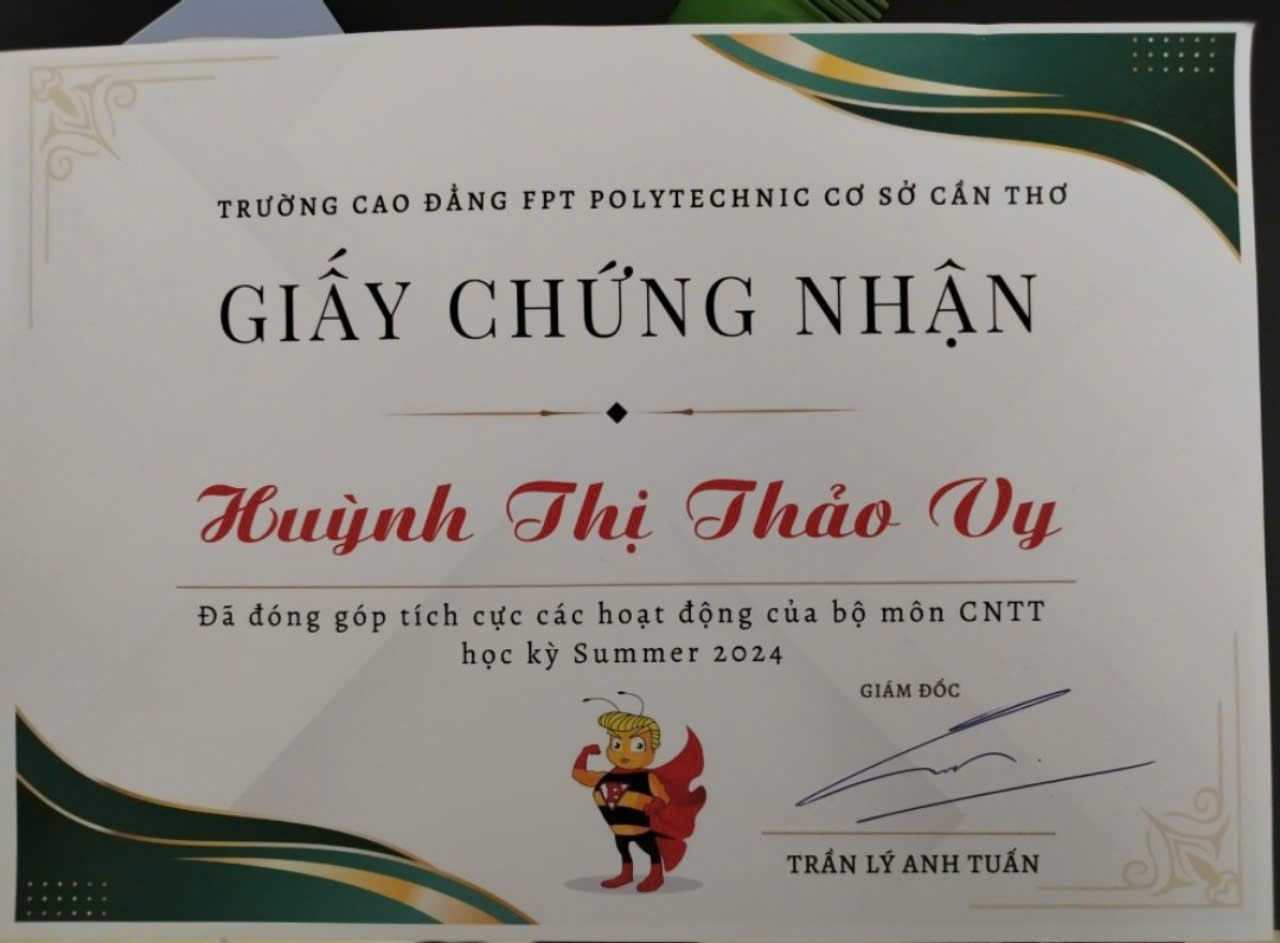 TRƯỜNG CAO ĐẲNG FPT POLYTECHNIC CƠ SỞ CẦN THƠ
GIẤY CHỨNG NHẬN
Huỳnh Thị Thảo Vy
Đã đóng góp tích cực các hoạt động của bộ môn CNTT
học kỳ Summer 2024
GIÁM ĐỐC
TRẦN LÝ ANH TUẤN